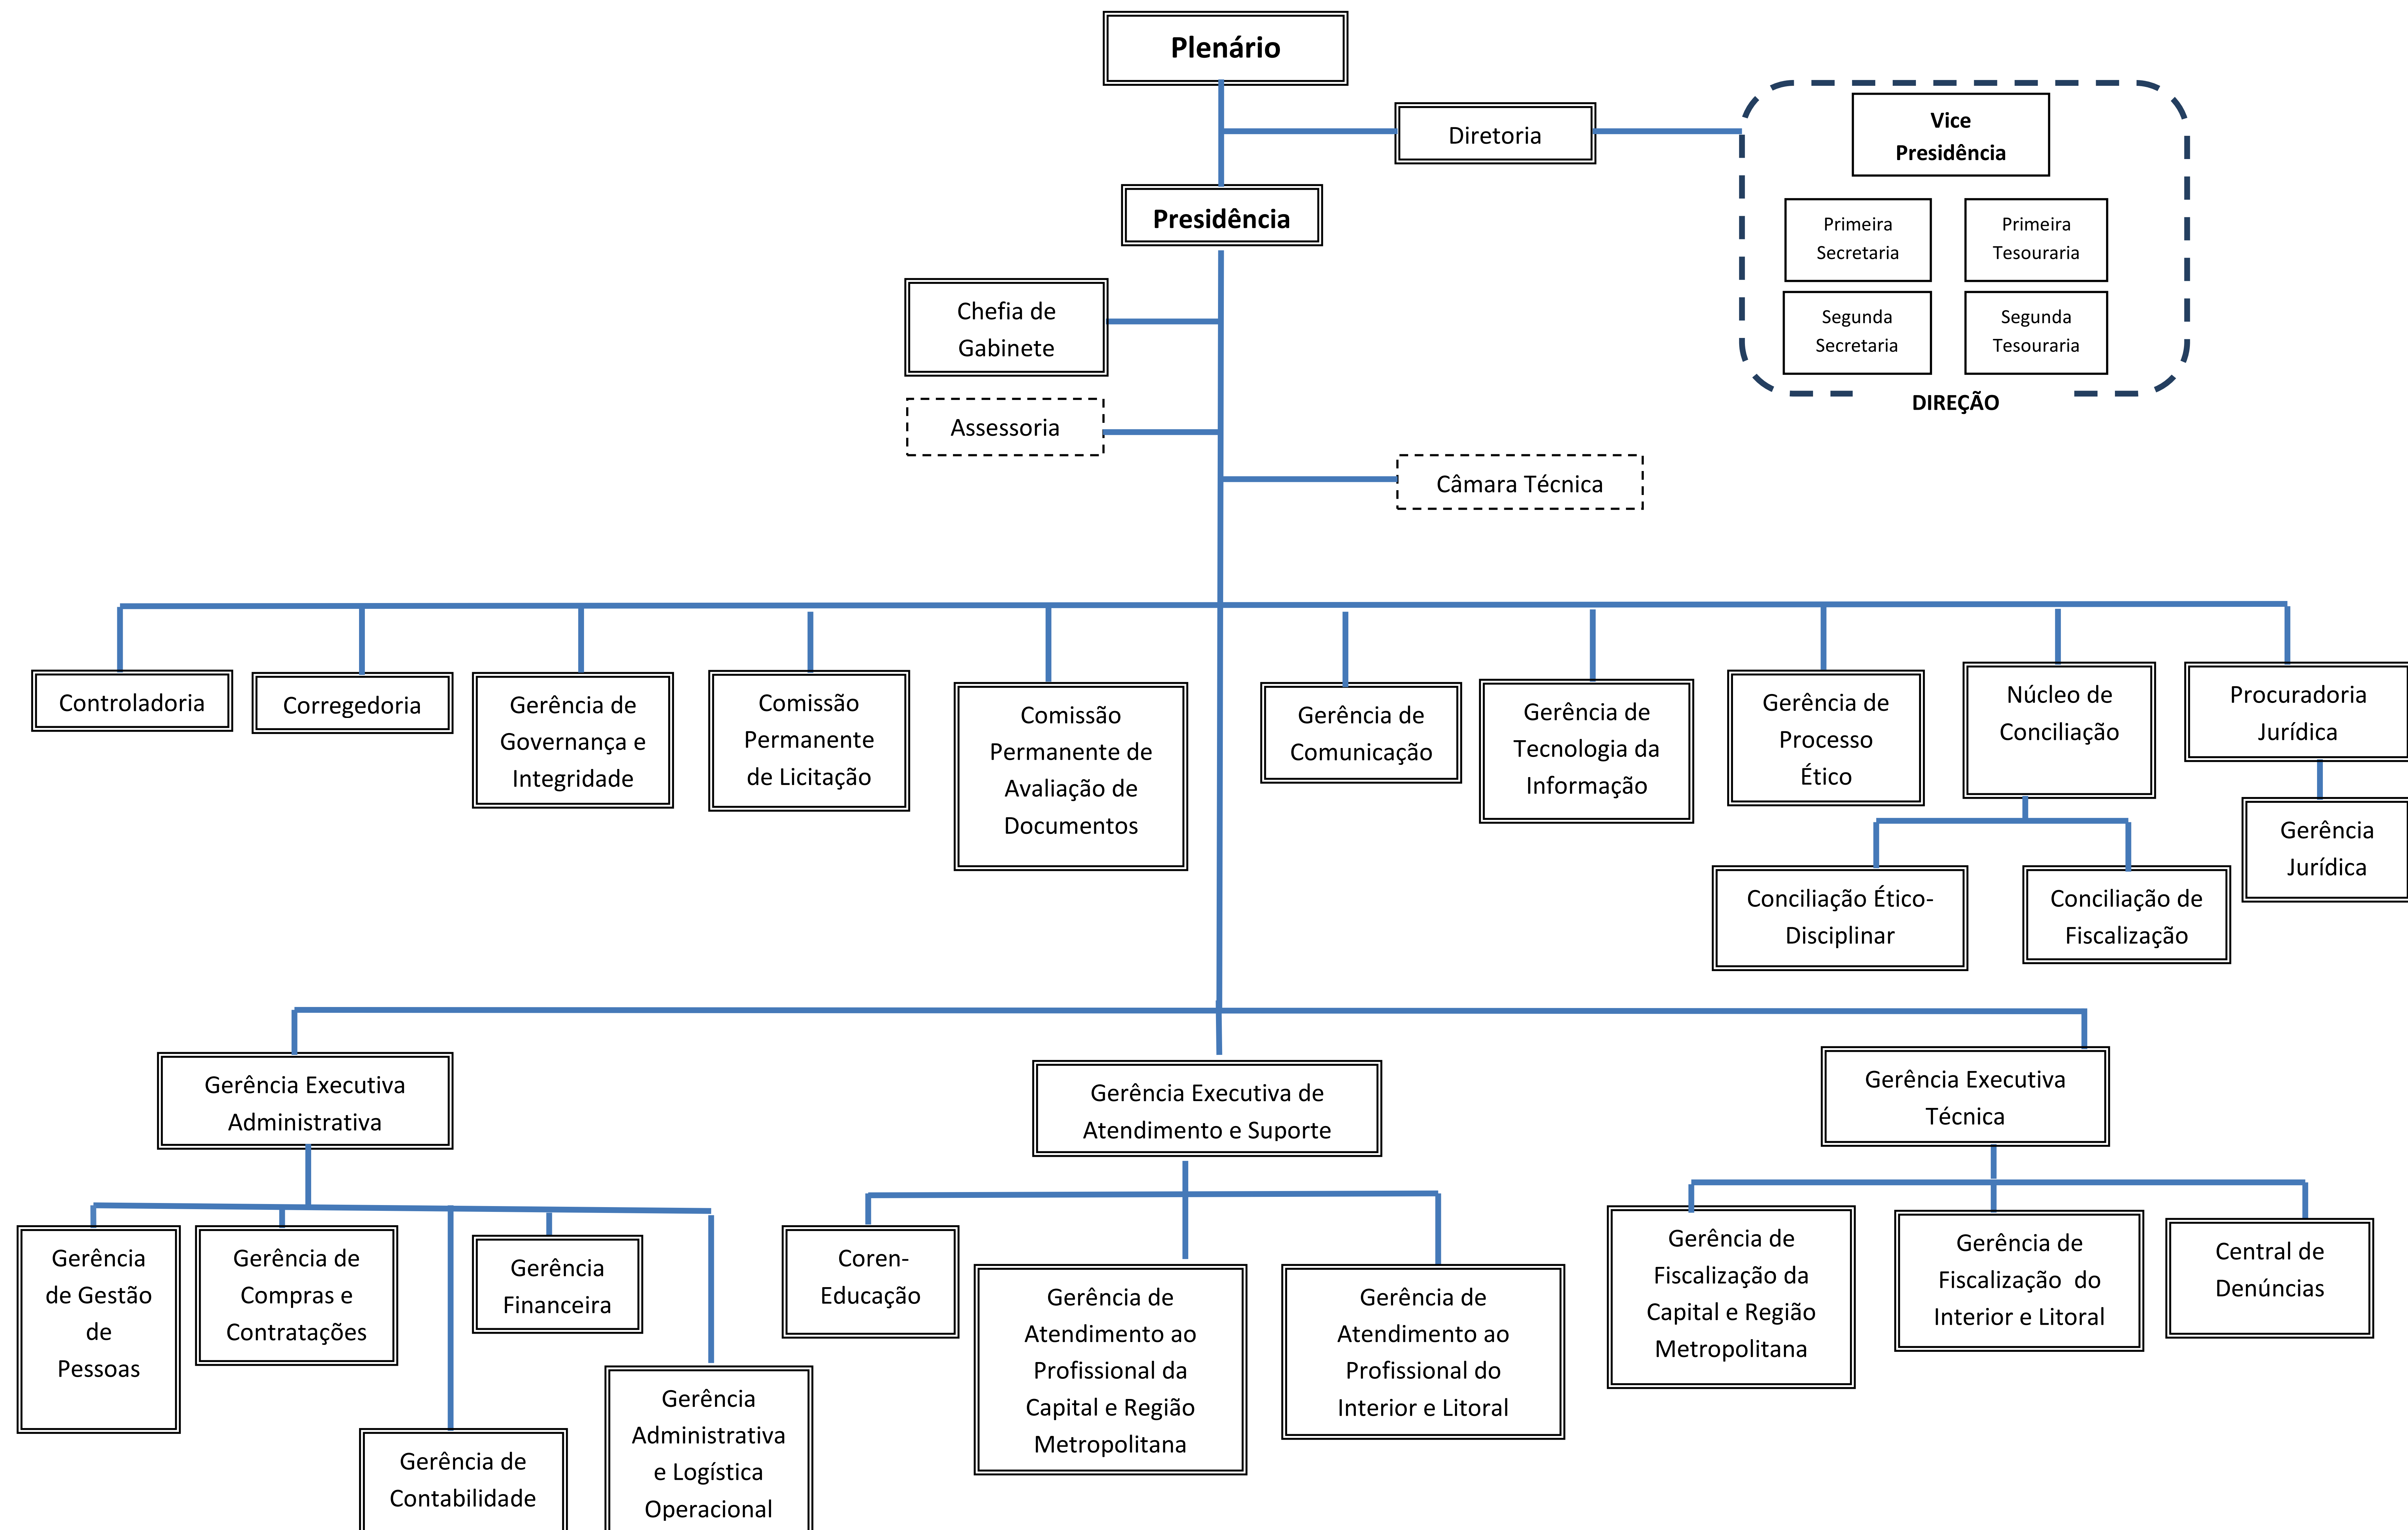 Plenário
Diretoria
Vice
Presidência
Presidência
Primeira
Secretaria
Primeira
Tesouraria
Segunda
Secretaria
Segunda
Tesouraria
DIREÇÃO
Chefia de
Gabinete
Assessoria
Câmara Técnica
Controladoria
Corregedoria
Gerência de
Governança e
Integridade
Comissão
Permanente
de Licitação
Comissão
Permanente de
Avaliação de
Documentos
Gerência de
Comunicação
Gerência de
Tecnologia da
Informação
Gerência de
Processo
Ético
Núcleo de
Conciliação
Procuradoria
Jurídica
Gerência
Jurídica
Conciliação Ético-
Disciplinar
Conciliação de
Fiscalização
Gerência Executiva
Administrativa
Gerência Executiva de
Atendimento e Suporte
Gerência Executiva
Técnica
Gerência
de Gestão
de
Pessoas
Gerência de
Compras e
Contratações
Gerência de
Contabilidade
Gerência
Financeira
Gerência
Administrativa
e Logística
Operacional
Coren-
Educação
Gerência de
Atendimento ao
Profissional da
Capital e Região
Metropolitana
Gerência de
Atendimento ao
Profissional do
Interior e Litoral
Gerência de
Fiscalização da
Capital e Região
Metropolitana
Gerência de
Fiscalização  do
Interior e Litoral
Central de
Denúncias